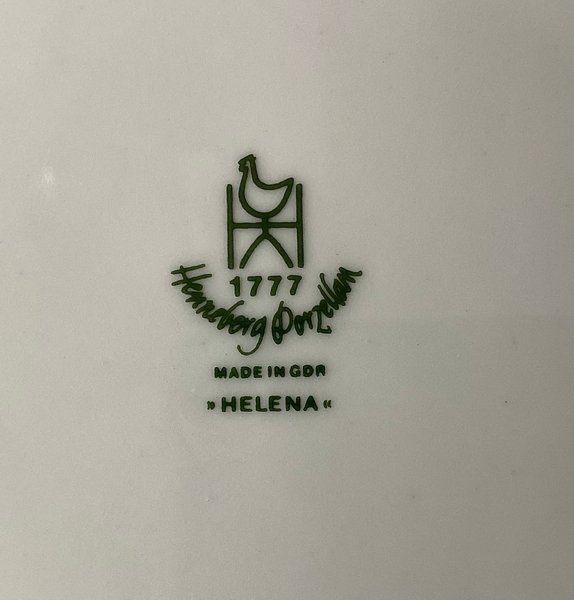 1777
Henneberg Porzellan
MADE IN GDR
» HELENA «